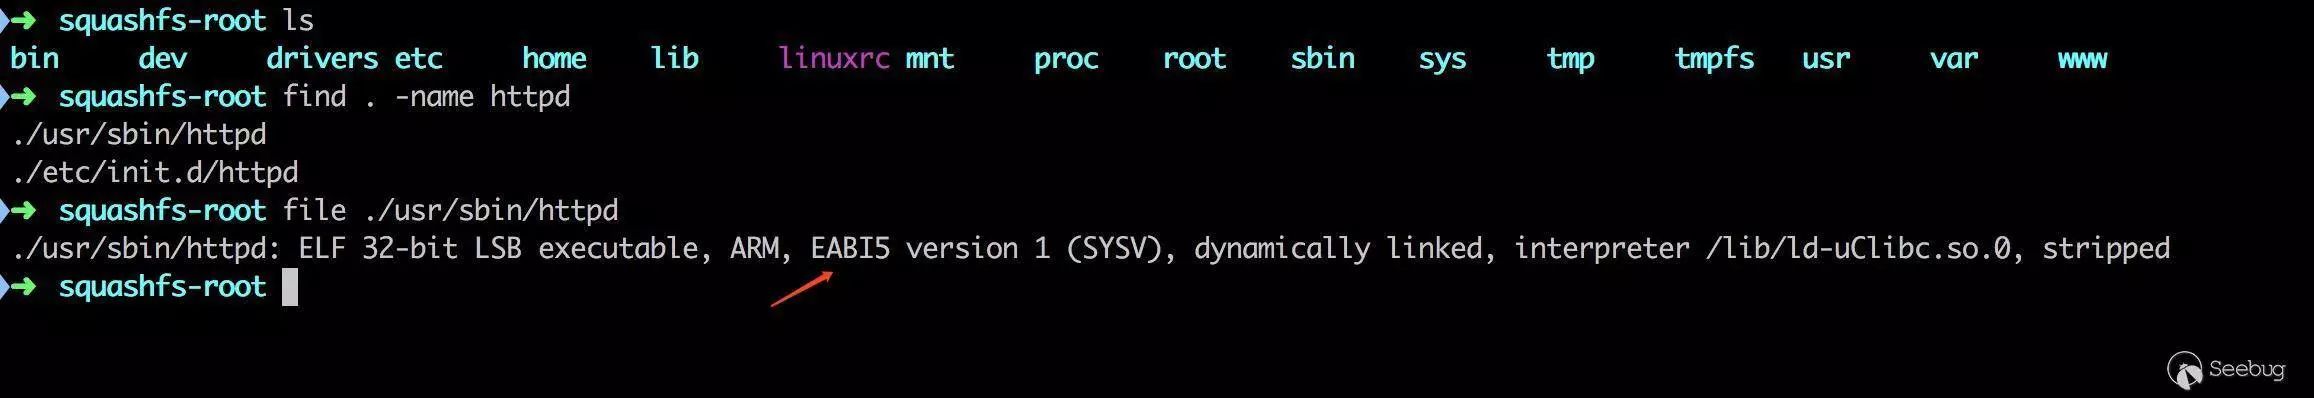 ➜ squashfs-root ls
bin dev drivers etc home lib linuxrc mnt proc root sbin sys tmp tmpfs usr var www
➜ squashfs-root find . -name httpd
./usr/sbin/httpd
./etc/init.d/httpd
➜ squashfs-root file ./usr/sbin/httpd
./usr/sbin/httpd: ELF 32-bit LSB executable, ARM, EABI5 version 1 (SYSV), dynamically linked, interpreter /lib/ld-uClibc.so.0, stripped
➜ squashfs-root
Seebug